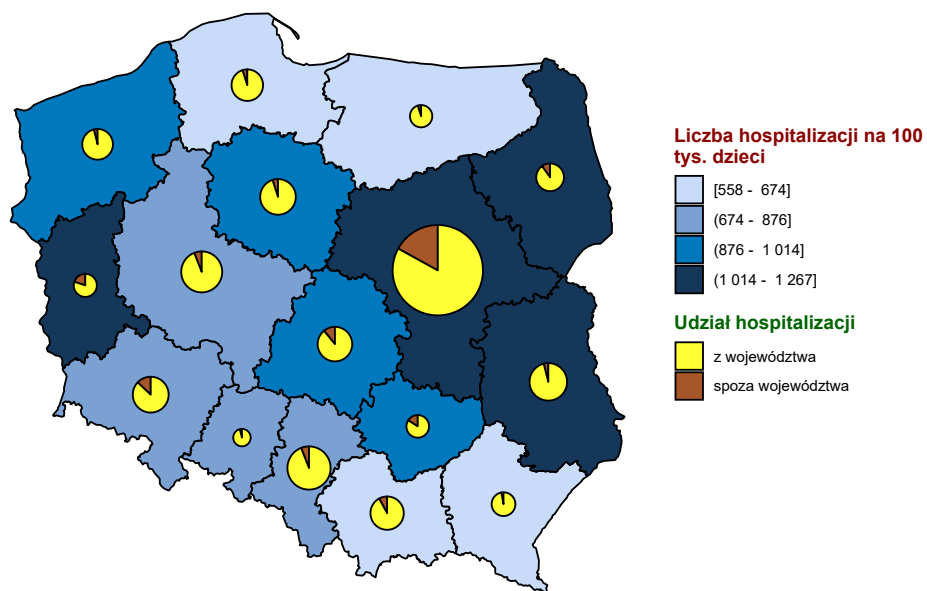 Liczba hospitalizacji na 100
tys. dzieci
[558 - 674]
(674 - 876]
(876 - 1 014]
(1 014 - 1 267]
Udział hospitalizacji
z województwa
spoza województwa